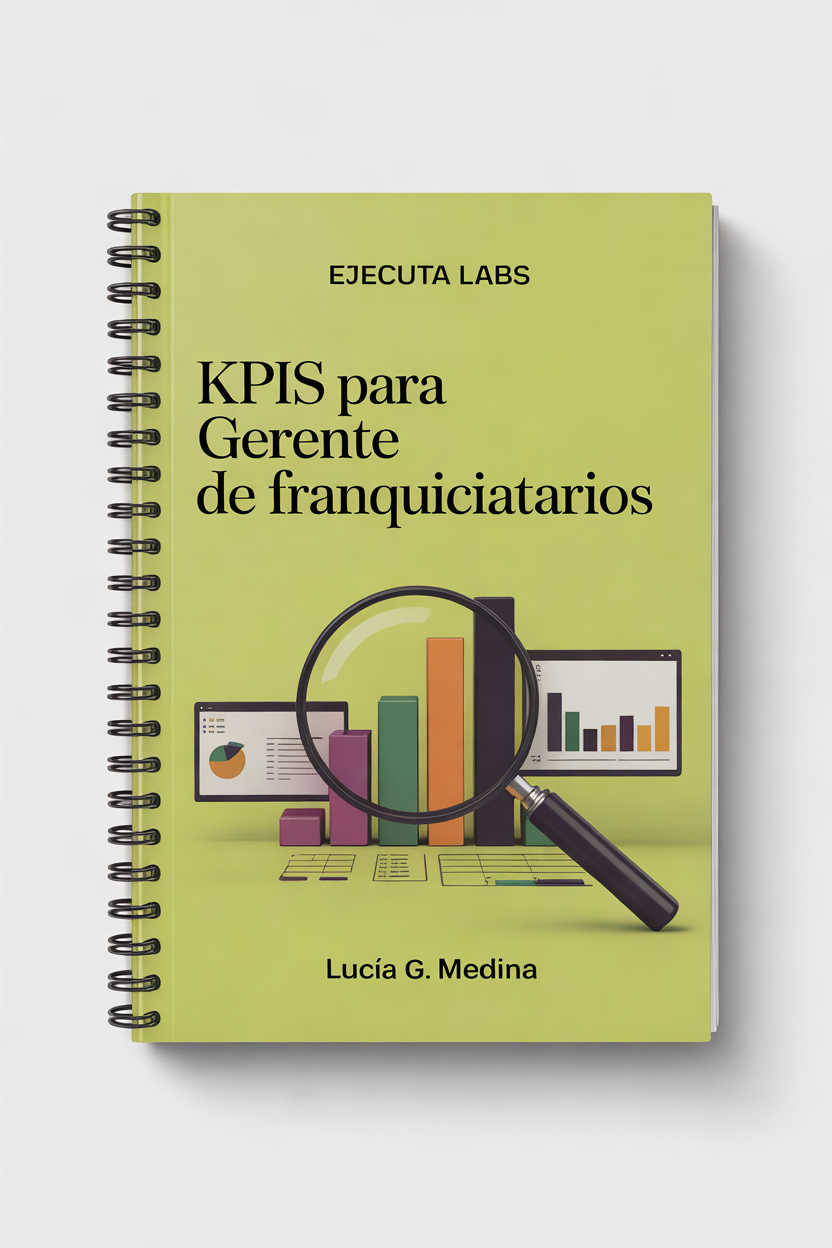 EJECUTA LABS
KPIS para
Gerente
de franquiciatarios
Lucía G. Medina